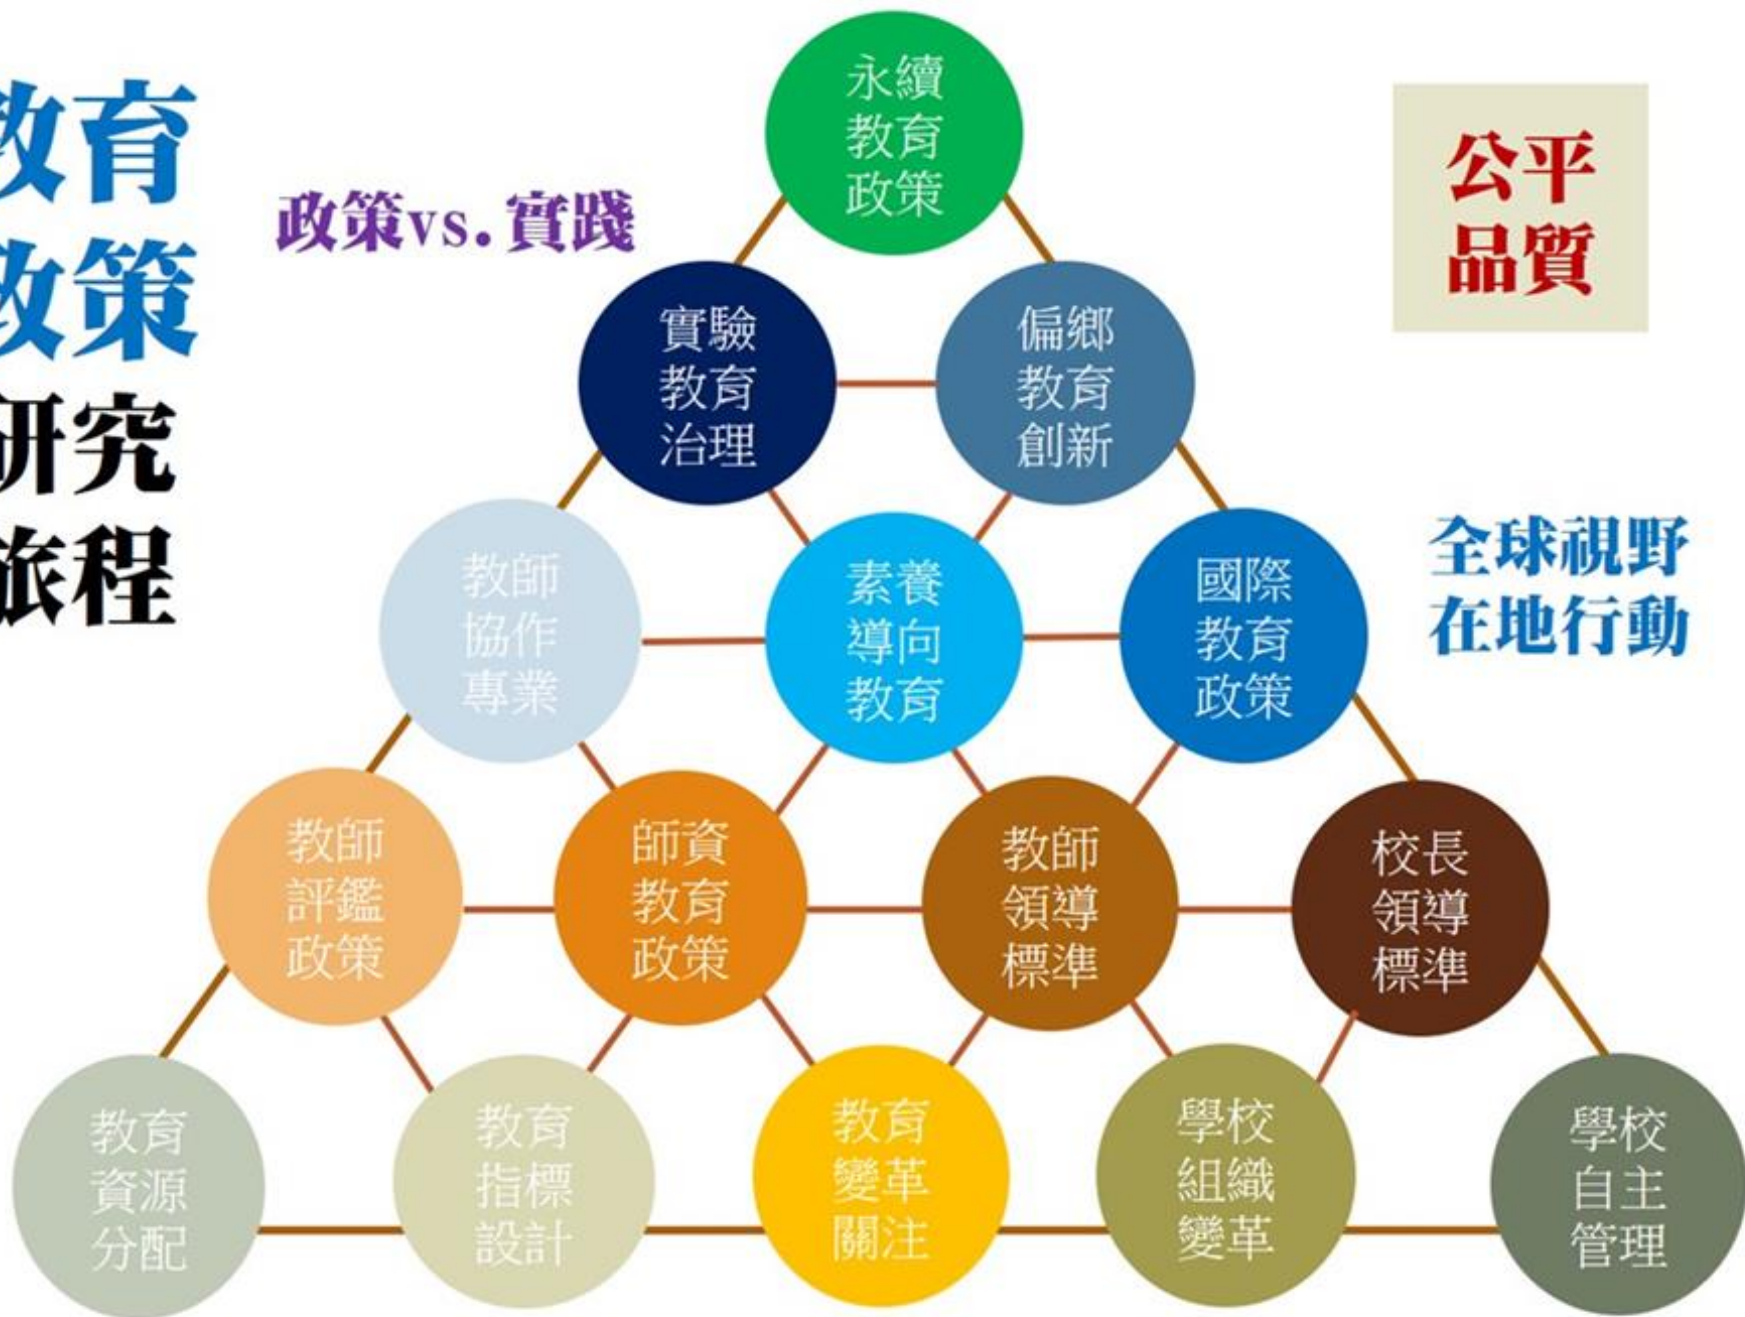 教育
政策
研究
旅程
政策vs.實踐
公平
品質
全球視野
在地行動
永續
教育
政策
實驗
教育
治理
偏鄉
教育
創新
教師
協作
專業
素養
導向
教育
國際
教育
政策
教師
評鑑
政策
師資
教育
政策
教師
領導
標準
校長
領導
標準
教育
資源
分配
教育
指標
設計
教育
變革
關注
學校
組織
變革
學校
自主
管理